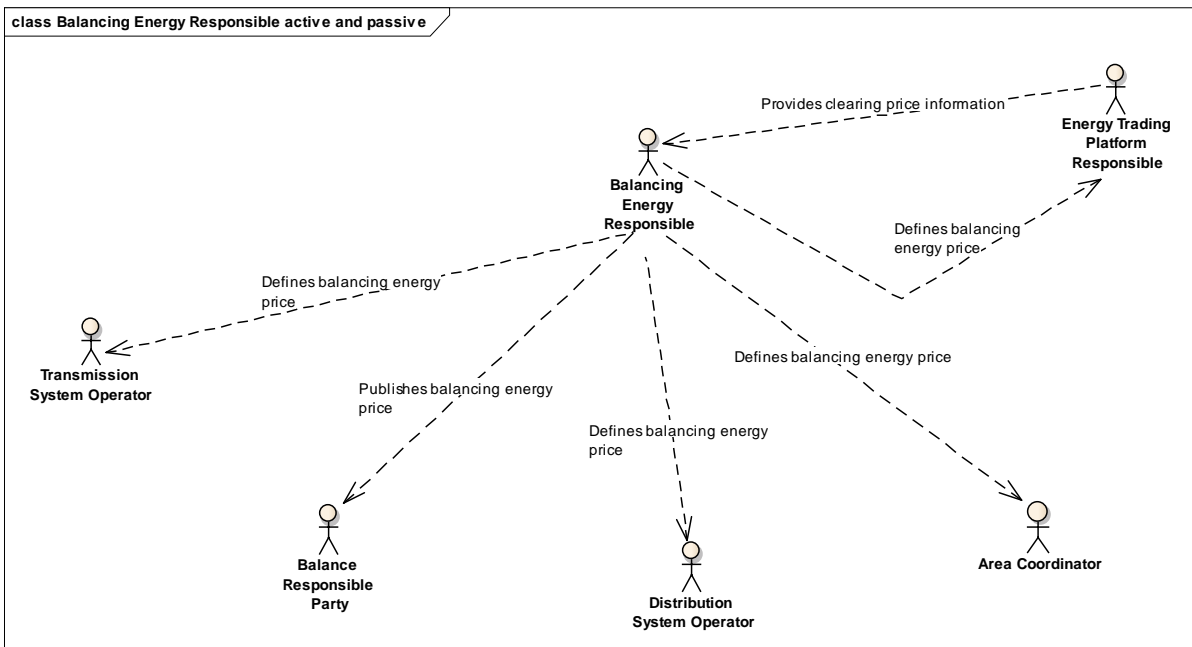 class Balancing Energy Responsible active and passive
Provides clearing price information
Energy Trading
Platform
Responsible
Balancing
Energy
Responsible
Defines balancing
energy price
Defines balancing energy
price
Transmission
System Operator
Defines balancing energy price
Publishes balancing energy
price
Defines balancing energy
price
Balance
Responsible
Party
Distribution
System Operator
Area Coordinator